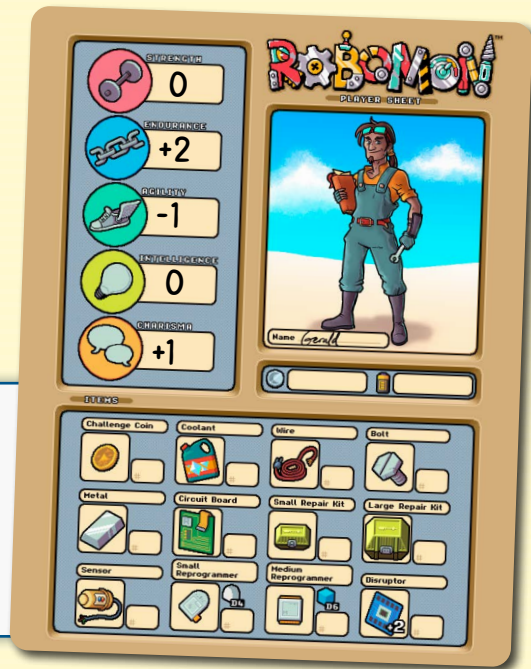 ROBOMON™
PLAYER SHEET
STRENGTH
0
ENDURANCE
+2
AGILITY
-1
INTELLIGENCE
0
CHARISMA
+1
Name Gerald
ITEMS
Challenge Coin
Coolant
Wire
Bolt
Metal
Circuit Board
Small Repair Kit
Large Repair Kit
Sensor
Small
Reprogrammer
D4
Medium
Reprogrammer
D6
Disruptor
-2